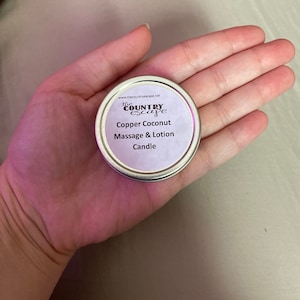 the
COUNTRY
escape
Copper Coconut
Massage & Lotion
Candle